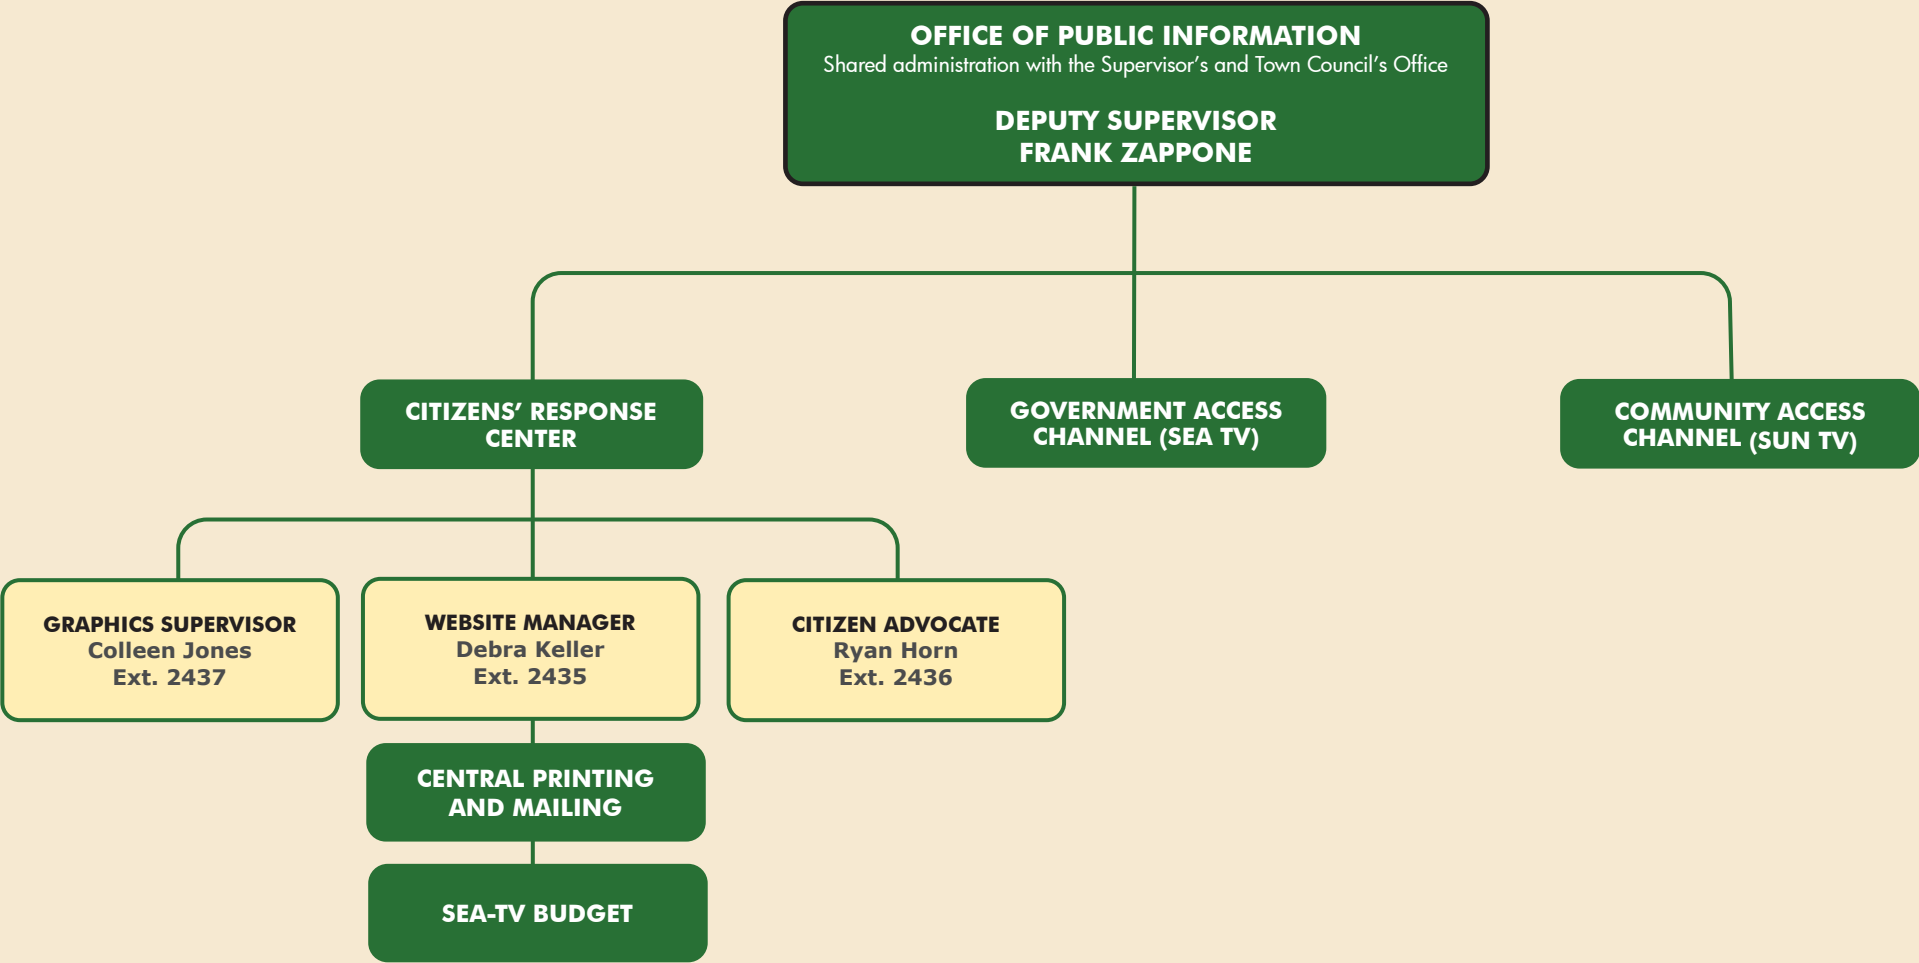 OFFICE OF PUBLIC INFORMATION
Shared administration with the Supervisor’s and Town Council’s Office
DEPUTY SUPERVISOR
FRANK ZAPPONE
CITIZENS’ RESPONSE
CENTER
GOVERNMENT ACCESS
CHANNEL (SEA TV)
COMMUNITY ACCESS
CHANNEL (SUN TV)
GRAPHICS SUPERVISOR
Colleen Jones
Ext. 2437
WEBSITE MANAGER
Debra Keller
Ext. 2435
CITIZEN ADVOCATE
Ryan Horn
Ext. 2436
CENTRAL PRINTING
AND MAILING
SEA-TV BUDGET